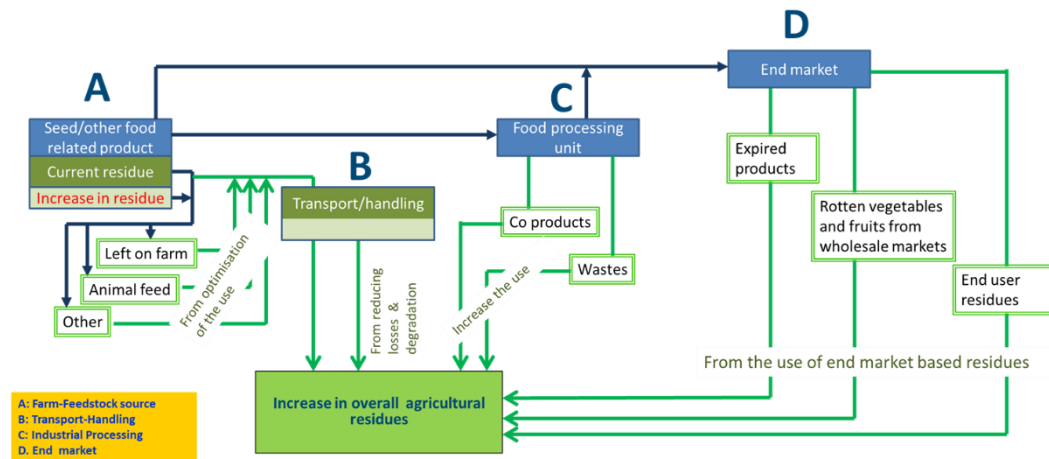 D
End market
A
C
Seed/other food
related product
Food processing
unit
Current residue
Increase in residue
B
Transport/handling
Expired
products
Rotten vegetables
and fruits from
wholesale markets
Co products
Left on farm
Animal feed
Other
Wastes
End user
residues
From optimisation
of the use
From reducing
losses &
degradation
Increase the use
From the use of end market based residues
Increase in overall agricultural
residues
A: Farm-Feedstock source
B: Transport-Handling
C: Industrial Processing
D. End market